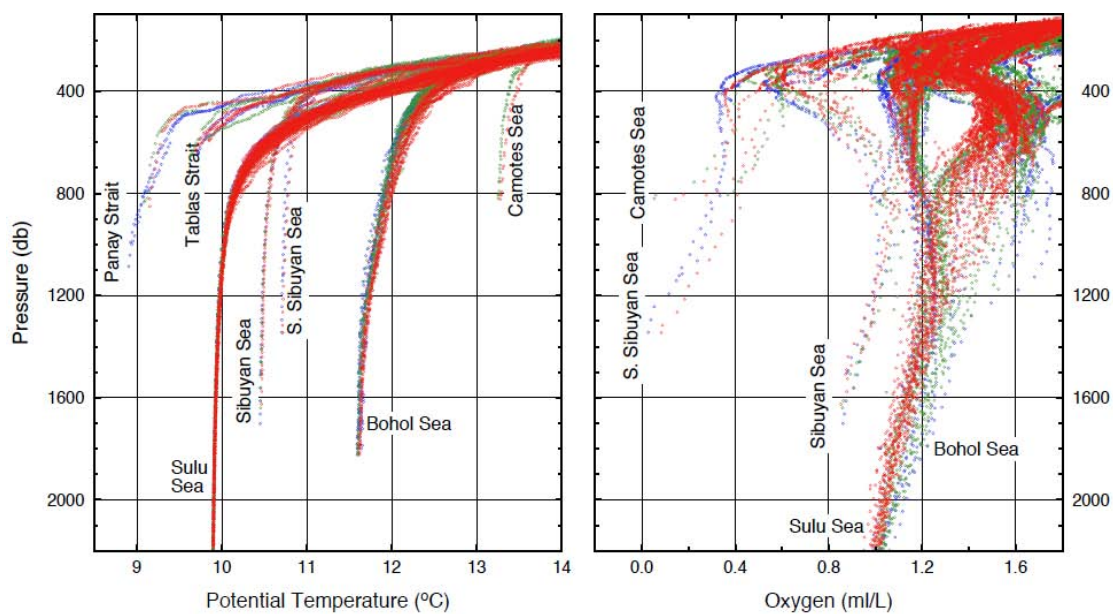 Pressure (db)
400
800
1200
1600
2000
Panay Strait
Tablas Strait
Sulu
Sea
Sibuyan Sea
S. Sibuyan Sea
Bohol Sea
Camotes Sea
9
10
11
12
13
14
Potential Temperature (ºC)
S. Sibuyan Sea
Camotes Sea
Sibuyan Sea
Sulu Sea
Bohol Sea
400
800
1200
1600
2000
0.0
0.4
0.8
1.2
1.6
Oxygen (ml/L)